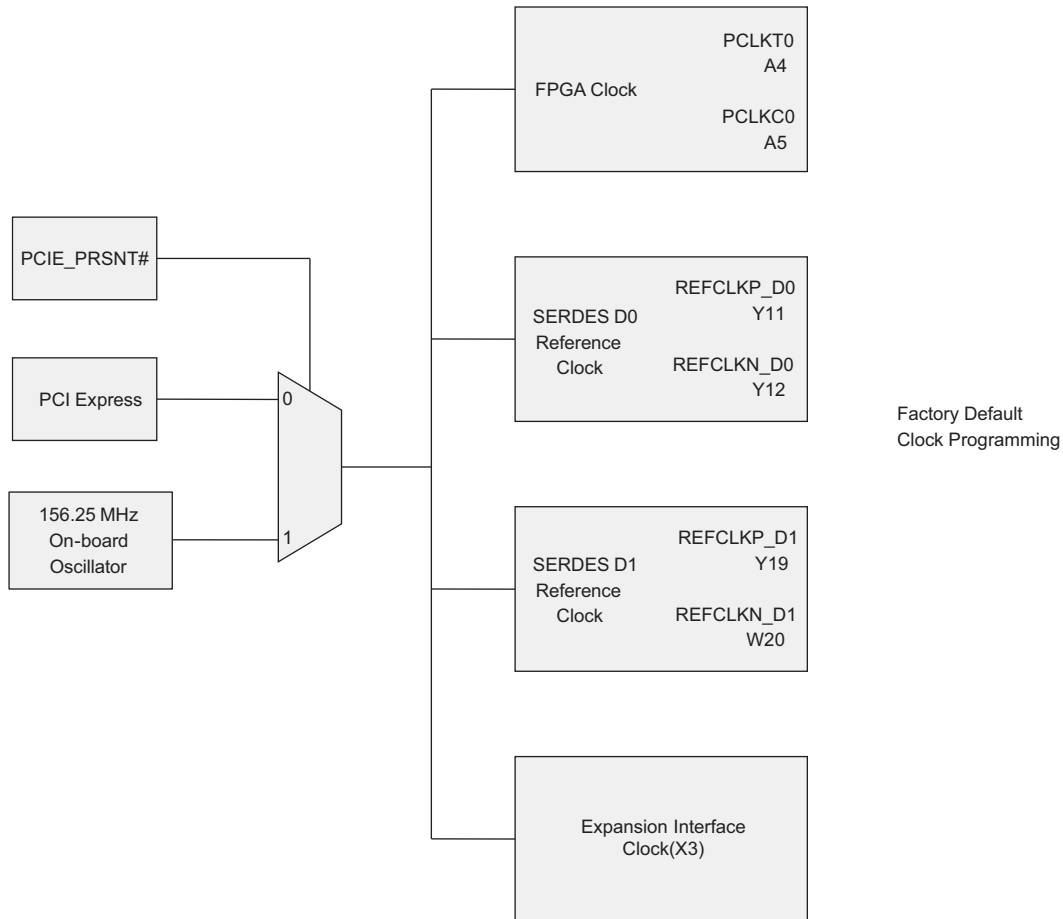 PCIE_PRSNT#
PCI Express
156.25 MHz
On-board
Oscillator
0
1
FPGA Clock
PCLKT0
A4
PCLKC0
A5
SERDES D0
Reference
Clock
REFCLKP_D0
Y11
REFCLKN_D0
Y12
SERDES D1
Reference
Clock
REFCLKP_D1
Y19
REFCLKN_D1
W20
Expansion Interface
Clock(X3)
Factory Default
Clock Programming